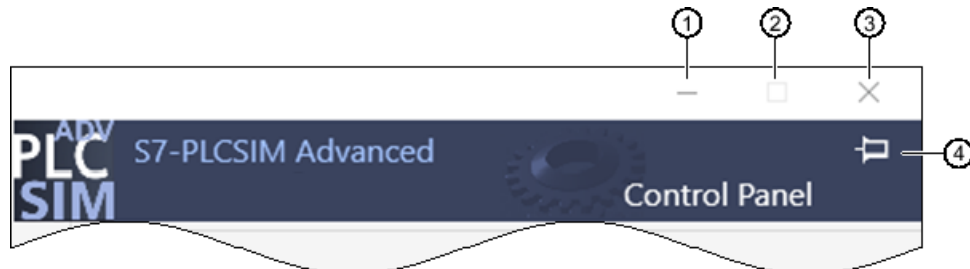 ① ② ③
ADV
PLC
SIM
S7-PLCSIM Advanced
④
Control Panel